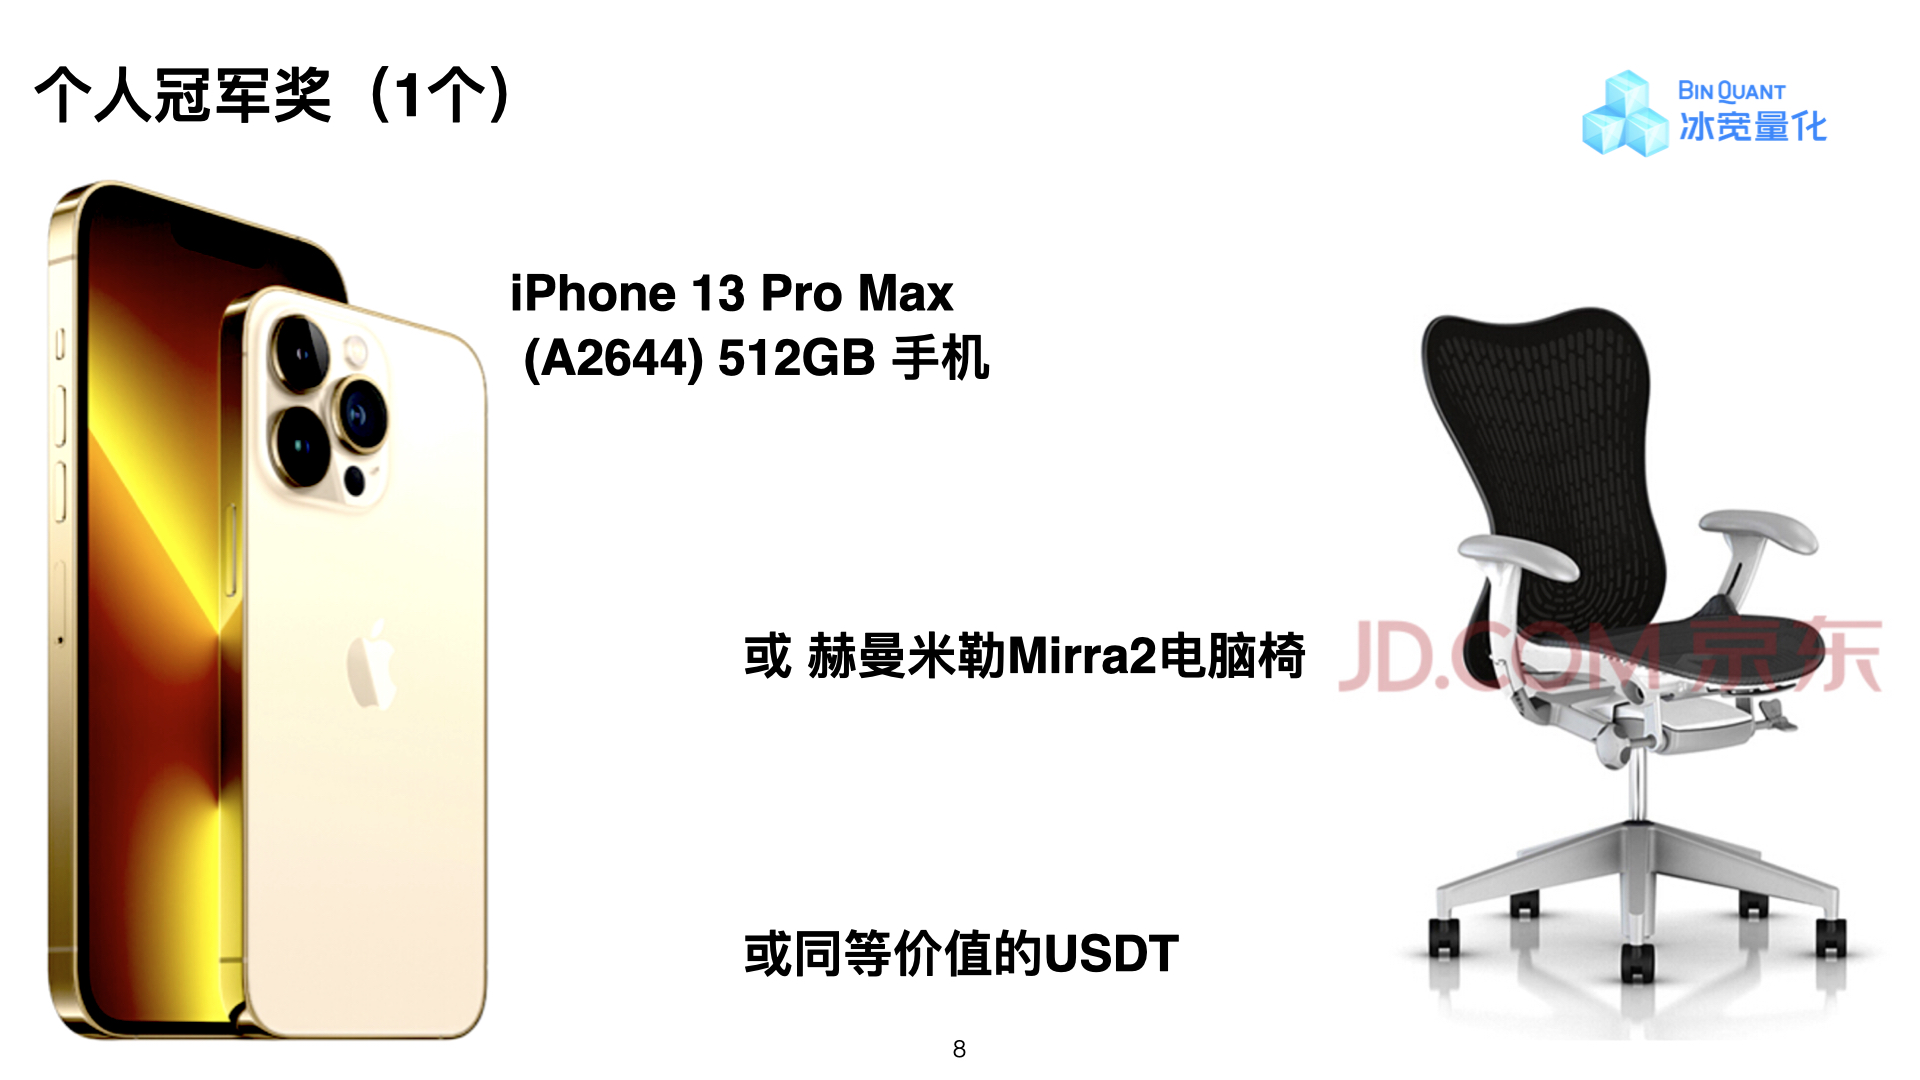 个人冠军奖（1个）
BIN QUANT
冰宽量化
iPhone 13 Pro Max
(A2644) 512GB 手机
或 赫曼米勒Mirra2电脑椅
JD.COM 京东
或同等价值的USDT
8